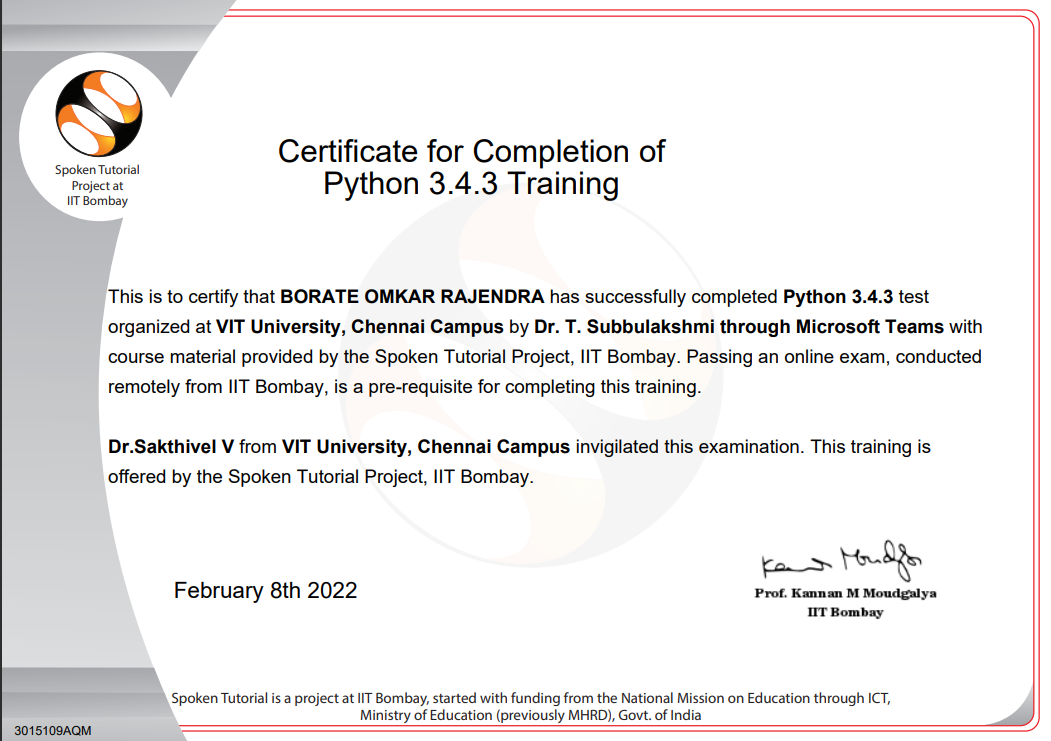 Spoken Tutorial
Project at
IIT Bombay
Certificate for Completion of
Python 3.4.3 Training
This is to certify that BORATE OMKAR RAJENDRA has successfully completed Python 3.4.3 test
organized at VIT University, Chennai Campus by Dr. T. Subbulakshmi through Microsoft Teams with
course material provided by the Spoken Tutorial Project, IIT Bombay. Passing an online exam, conducted
remotely from IIT Bombay, is a pre-requisite for completing this training.
Dr.Sakthivel V from VIT University, Chennai Campus invigilated this examination. This training is
offered by the Spoken Tutorial Project, IIT Bombay.
February 8th 2022
Kannan Moudgalya
Prof. Kannan M Moudgalya
IIT Bombay
Spoken Tutorial is a project at IIT Bombay, started with funding from the National Mission on Education through ICT,
Ministry of Education (previously MHRD), Govt. of India
3015109AQM